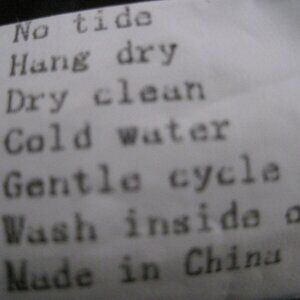 No tide
Hang dry
Dry clean
Cold water
Gentle cycle
Wash inside
Made in China